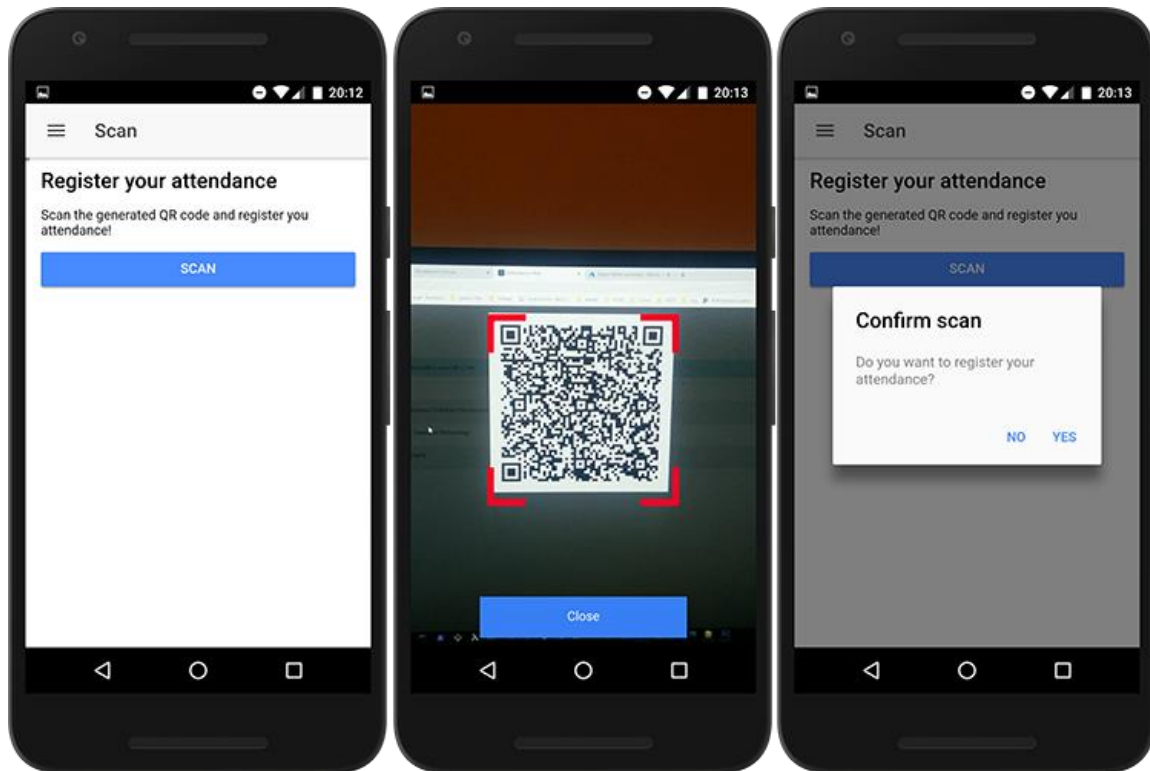 20:12
Scan
Register your attendance
Scan the generated QR code and register you
attendance!
SCAN
20:13
Close
20:13
Scan
Register your attendance
Scan the generated QR code and register you
attendance!
SCAN
Confirm scan
Do you want to register your
attendance?
NO YES